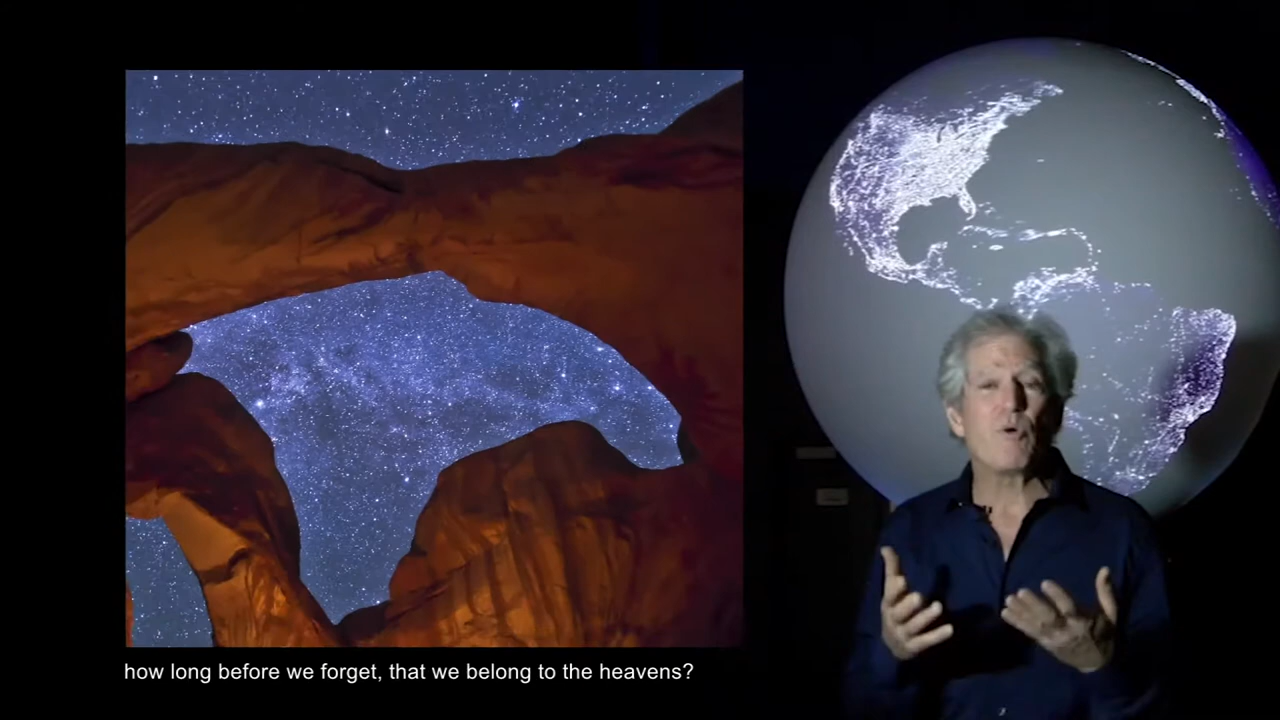 how long before we forget, that we belong to the heavens?